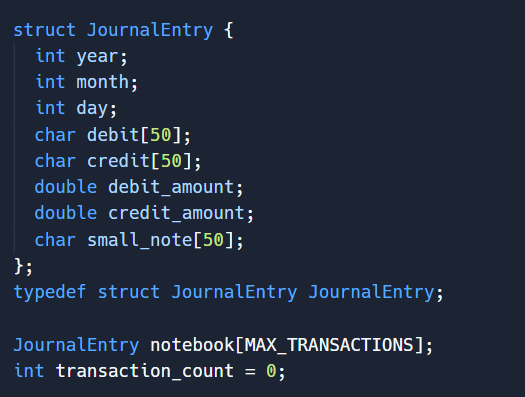 struct JournalEntry {
int year;
int month;
int day;
char debit[50];
char credit[50];
double debit_amount;
double credit_amount;
char small_note[50];
};
typedef struct JournalEntry JournalEntry;
JournalEntry notebook[MAX_TRANSACTIONS];
int transaction_count = 0;